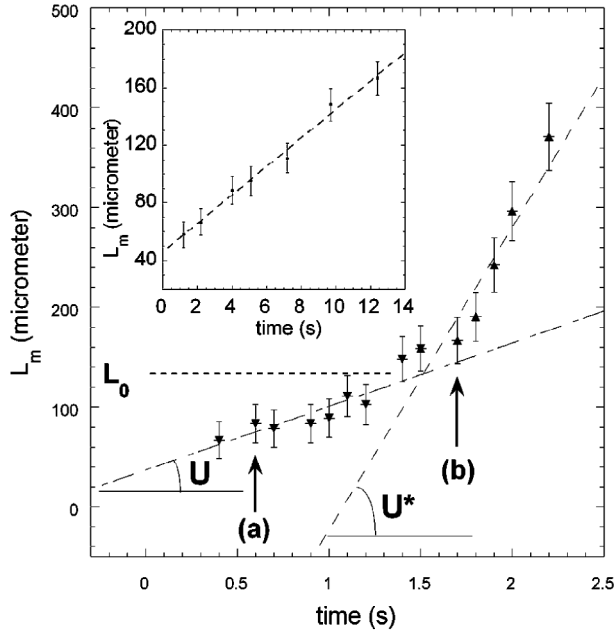 500
400
300
200
100
0
L_m (micrometer)
200
160
120
80
40
L_m (micrometer)
0 2 4 6 8 10 12 14
time (s)
L_0
U
(a)
U*
(b)
0 0.5 1 1.5 2 2.5
time (s)